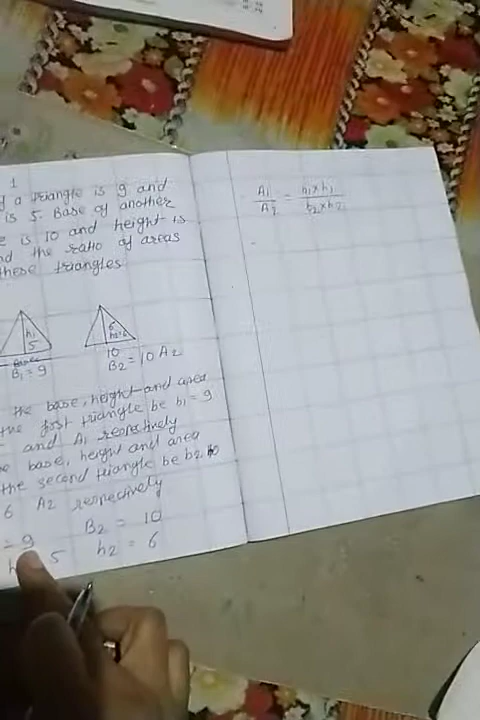 1
a triangle is 9 and
is 5 Base of another
e is 10 and height is
nd the ratio of areas
these triangles
h1
5
B1 = 9
6
10
B2 = 10 A2
the base, height and area
the first triangle be b1 = 9
and A1 respectively
base, height and area
the second triangle be b2
6 A2 respectively
= 9 B2 = 10
h 5 h2 = 6
A1/A2 = b1×h1/b2×h2